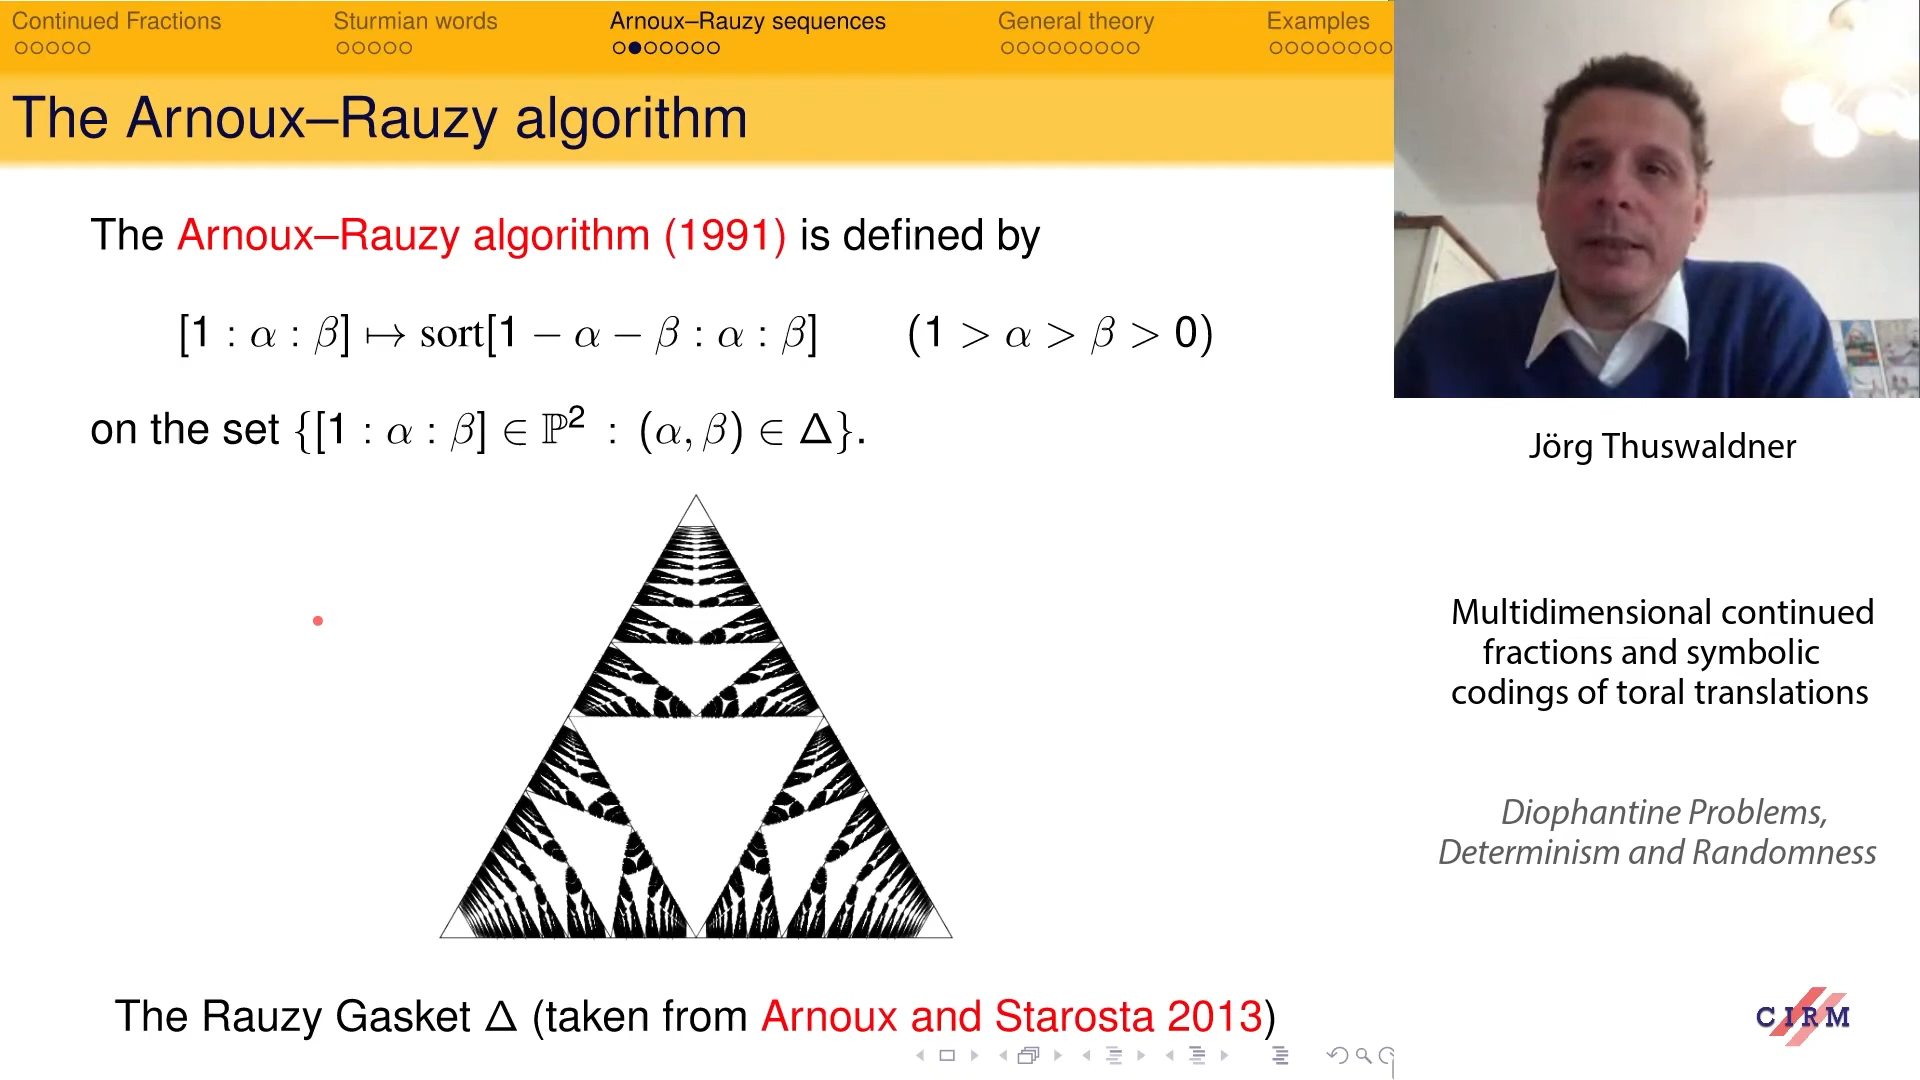 Continued Fractions Sturmian words Arnoux–Rauzy sequences General theory Examples
The Arnoux–Rauzy algorithm
The Arnoux–Rauzy algorithm (1991) is defined by
[1 : α : β] ↦ sort[1 − α − β : α : β] (1 > α > β > 0)
on the set {[1 : α : β] ∈ ℙ² : (α, β) ∈ Δ}.
The Rauzy Gasket Δ (taken from Arnoux and Starosta 2013)
Jörg Thuswaldner
Multidimensional continued
fractions and symbolic
codings of toral translations
Diophantine Problems,
Determinism and Randomness
CIRM